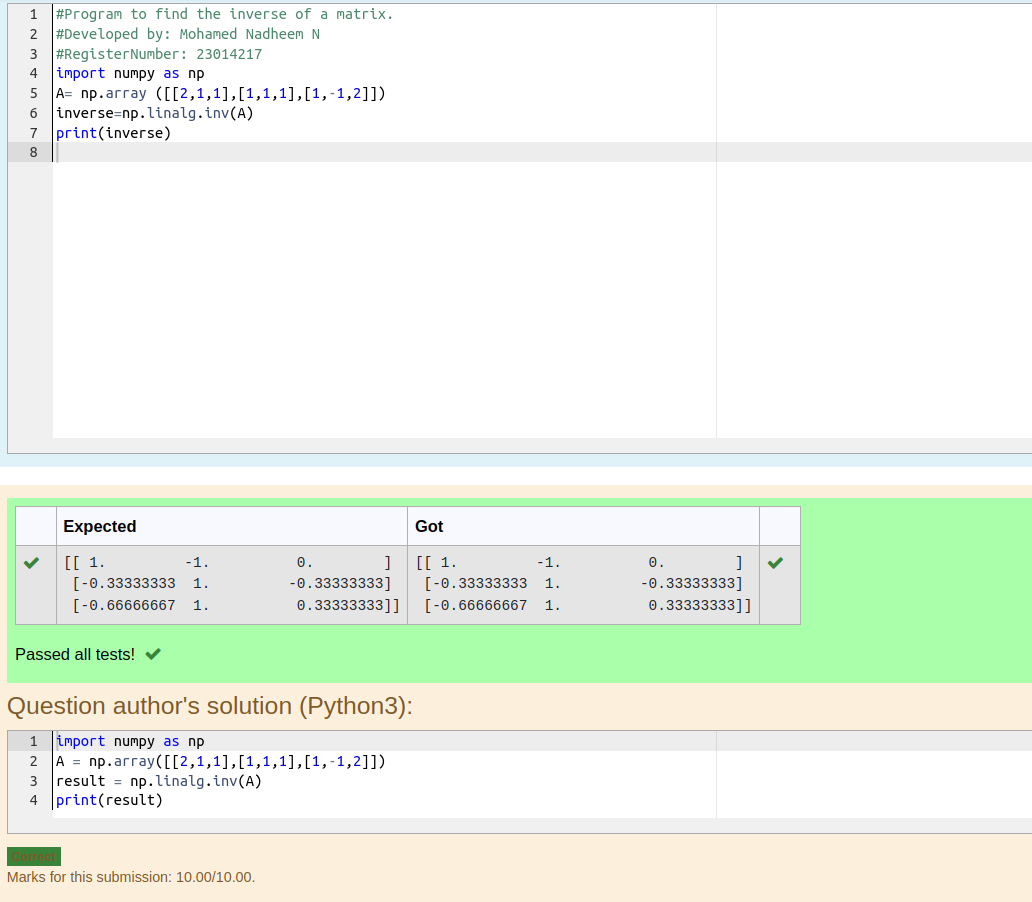 1 #Program to find the inverse of a matrix.
2 #Developed by: Mohamed Nadheem N
3 #RegisterNumber: 23014217
4 import numpy as np
5 A= np.array ([[2,1,1],[1,1,1],[1,-1,2]])
6 inverse=np.linalg.inv(A)
7 print(inverse)
8
Expected Got
[[ 1.         -1.          0.        ] [[ 1.         -1.          0.        ]
[-0.33333333  1.         -0.33333333] [-0.33333333  1.         -0.33333333]
[-0.66666667  1.          0.33333333]] [-0.66666667  1.          0.33333333]]
Passed all tests!
Question author's solution (Python3):
1 import numpy as np
2 A = np.array([[2,1,1],[1,1,1],[1,-1,2]])
3 result = np.linalg.inv(A)
4 print(result)
Correct
Marks for this submission: 10.00/10.00.